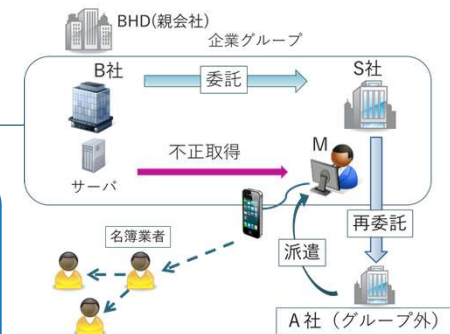 BHD(親会社)
企業グループ
B社
委託
S社
不正取得
M
サーバ
再委託
名簿業者
派遣
A社（グループ外）